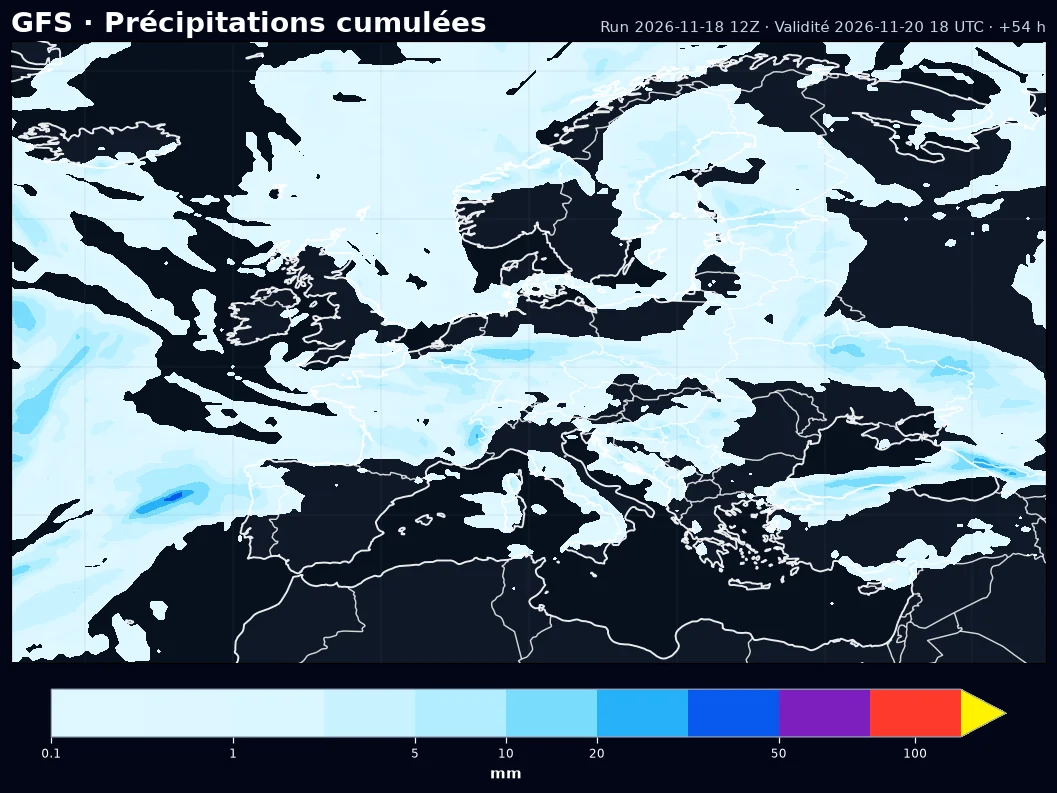 GFS · Précipitations cumulées
Run 2026-11-18 12Z · Validité 2026-11-20 18 UTC · +54 h
0.1 1 5 10 20 50 100
mm